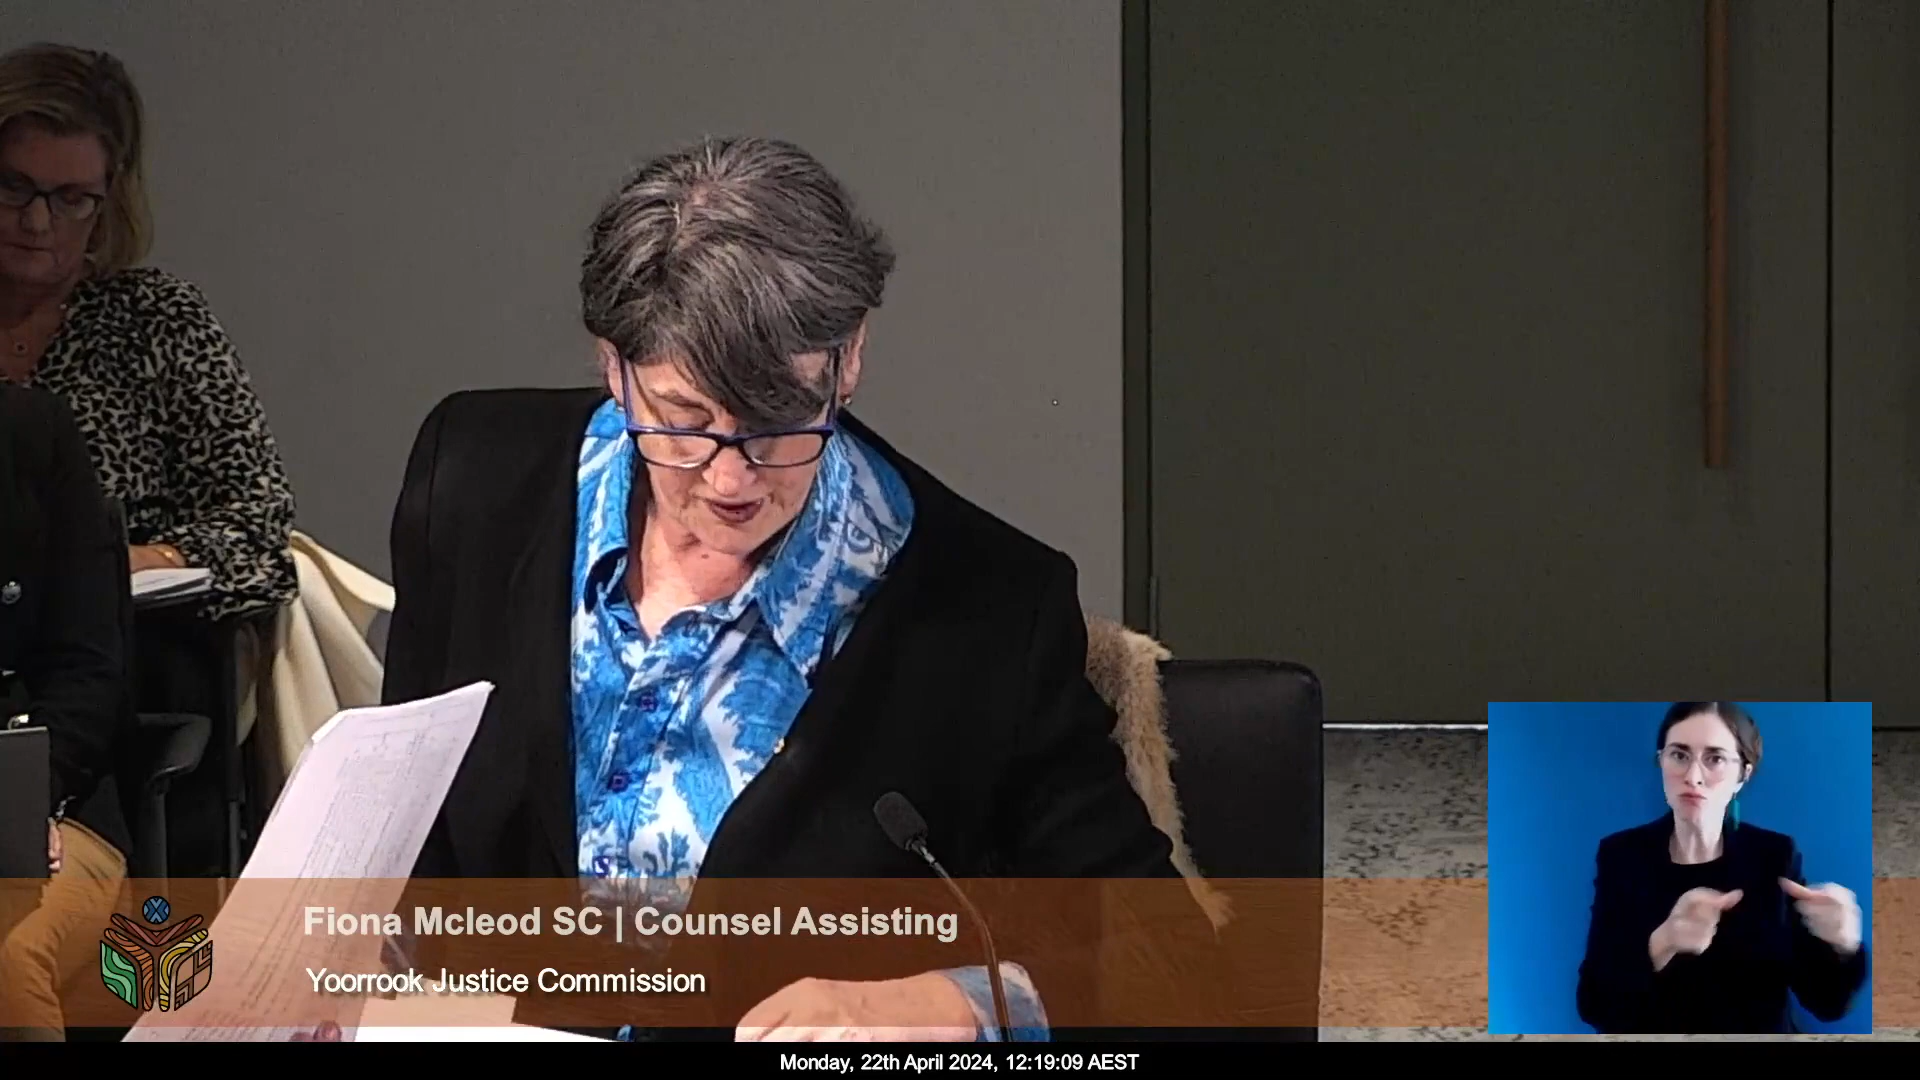 Fiona Mcleod SC | Counsel Assisting
Yoorrook Justice Commission
Monday, 22th April 2024, 12:19:09 AEST